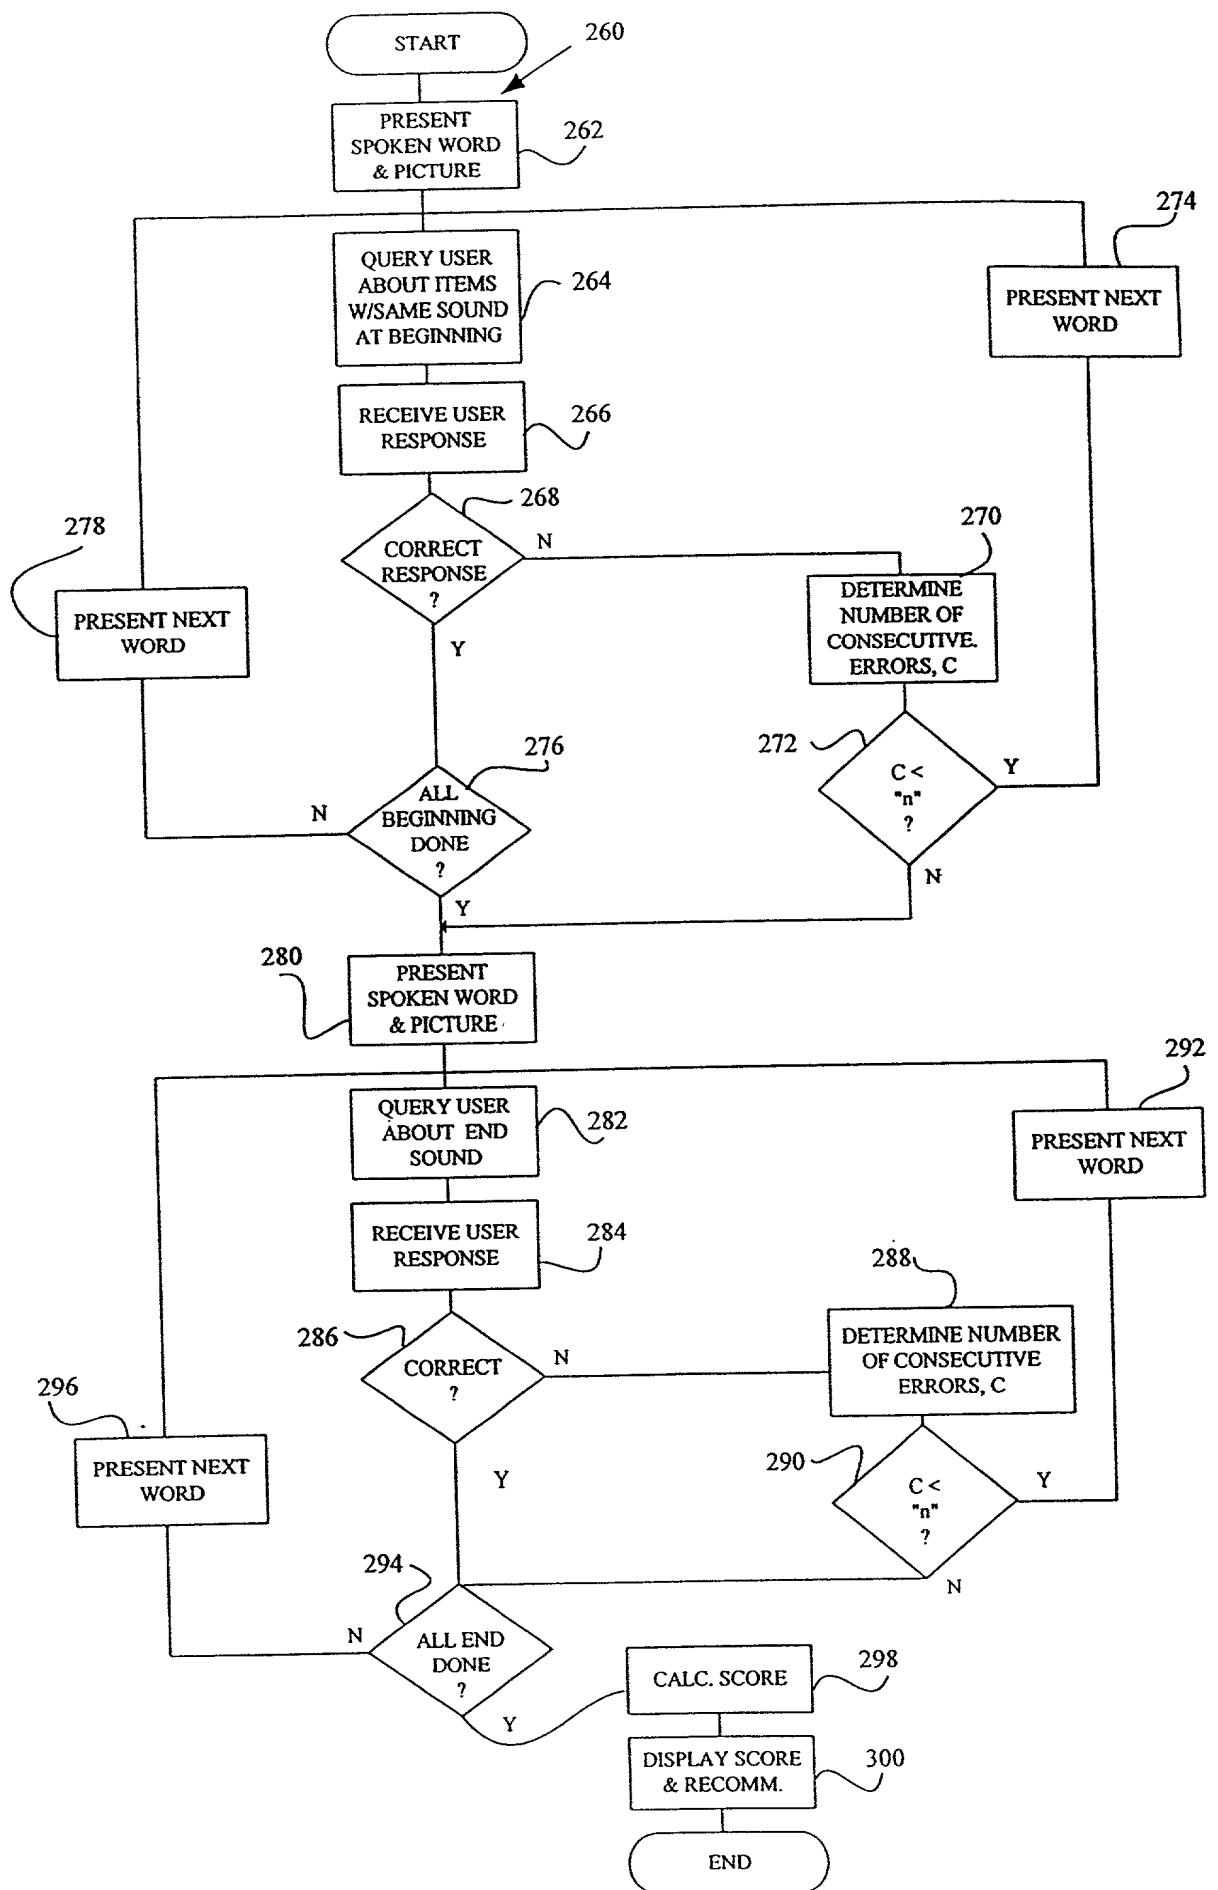 START
260
PRESENT
SPOKEN WORD
& PICTURE
262
274
QUERY USER
ABOUT ITEMS
W/SAME SOUND
AT BEGINNING
264
PRESENT NEXT
WORD
RECEIVE USER
RESPONSE
266
268
CORRECT
RESPONSE
?
N
Y
270
DETERMINE
NUMBER OF
CONSECUTIVE.
ERRORS, C
278
PRESENT NEXT
WORD
272
C <
"n"
?
Y
N
276
ALL
BEGINNING
DONE
?
N
Y
280
PRESENT
SPOKEN WORD
& PICTURE
292
QUERY USER
ABOUT END
SOUND
282
PRESENT NEXT
WORD
RECEIVE USER
RESPONSE
284
288
286
CORRECT
?
N
Y
DETERMINE NUMBER
OF CONSECUTIVE
ERRORS, C
296
PRESENT NEXT
WORD
290
C <
"n"
?
Y
N
294
ALL END
DONE
?
N
Y
CALC. SCORE
298
DISPLAY SCORE
& RECOMM.
300
END